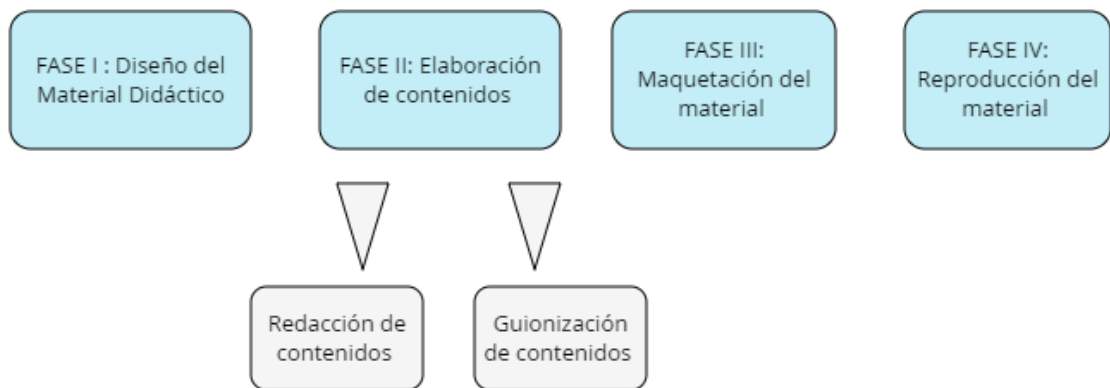 FASE I : Diseño del
Material Didáctico
FASE II: Elaboración
de contenidos
FASE III:
Maquetación del
material
FASE IV:
Reproducción del
material
Redacción de
contenidos
Guionización
de contenidos